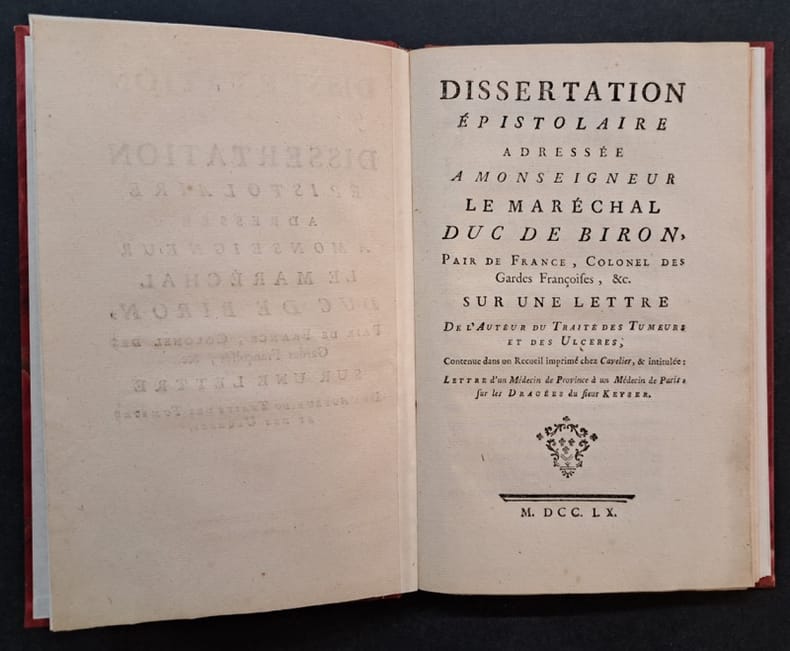 DISSERTATION
ÉPISTOLAIRE
ADRESSÉE
A MONSEIGNEUR
LE MARÉCHAL
DUC DE BIRON,
PAIR DE FRANCE, COLONEL DES
Gardes Françoiſes, &c.
SUR UNE LETTRE
DE L'AUTEUR DU TRAITÉ DES TUMEURS
ET DES ULCERES,
Contenue dans un Recueil imprimé chez Cavelier, & intitulée:
LETTRE d'un Médecin de Province à un Médecin de Paris,
ſur les DRAGÉES du ſieur KEYSER.
M. DCC. LX.